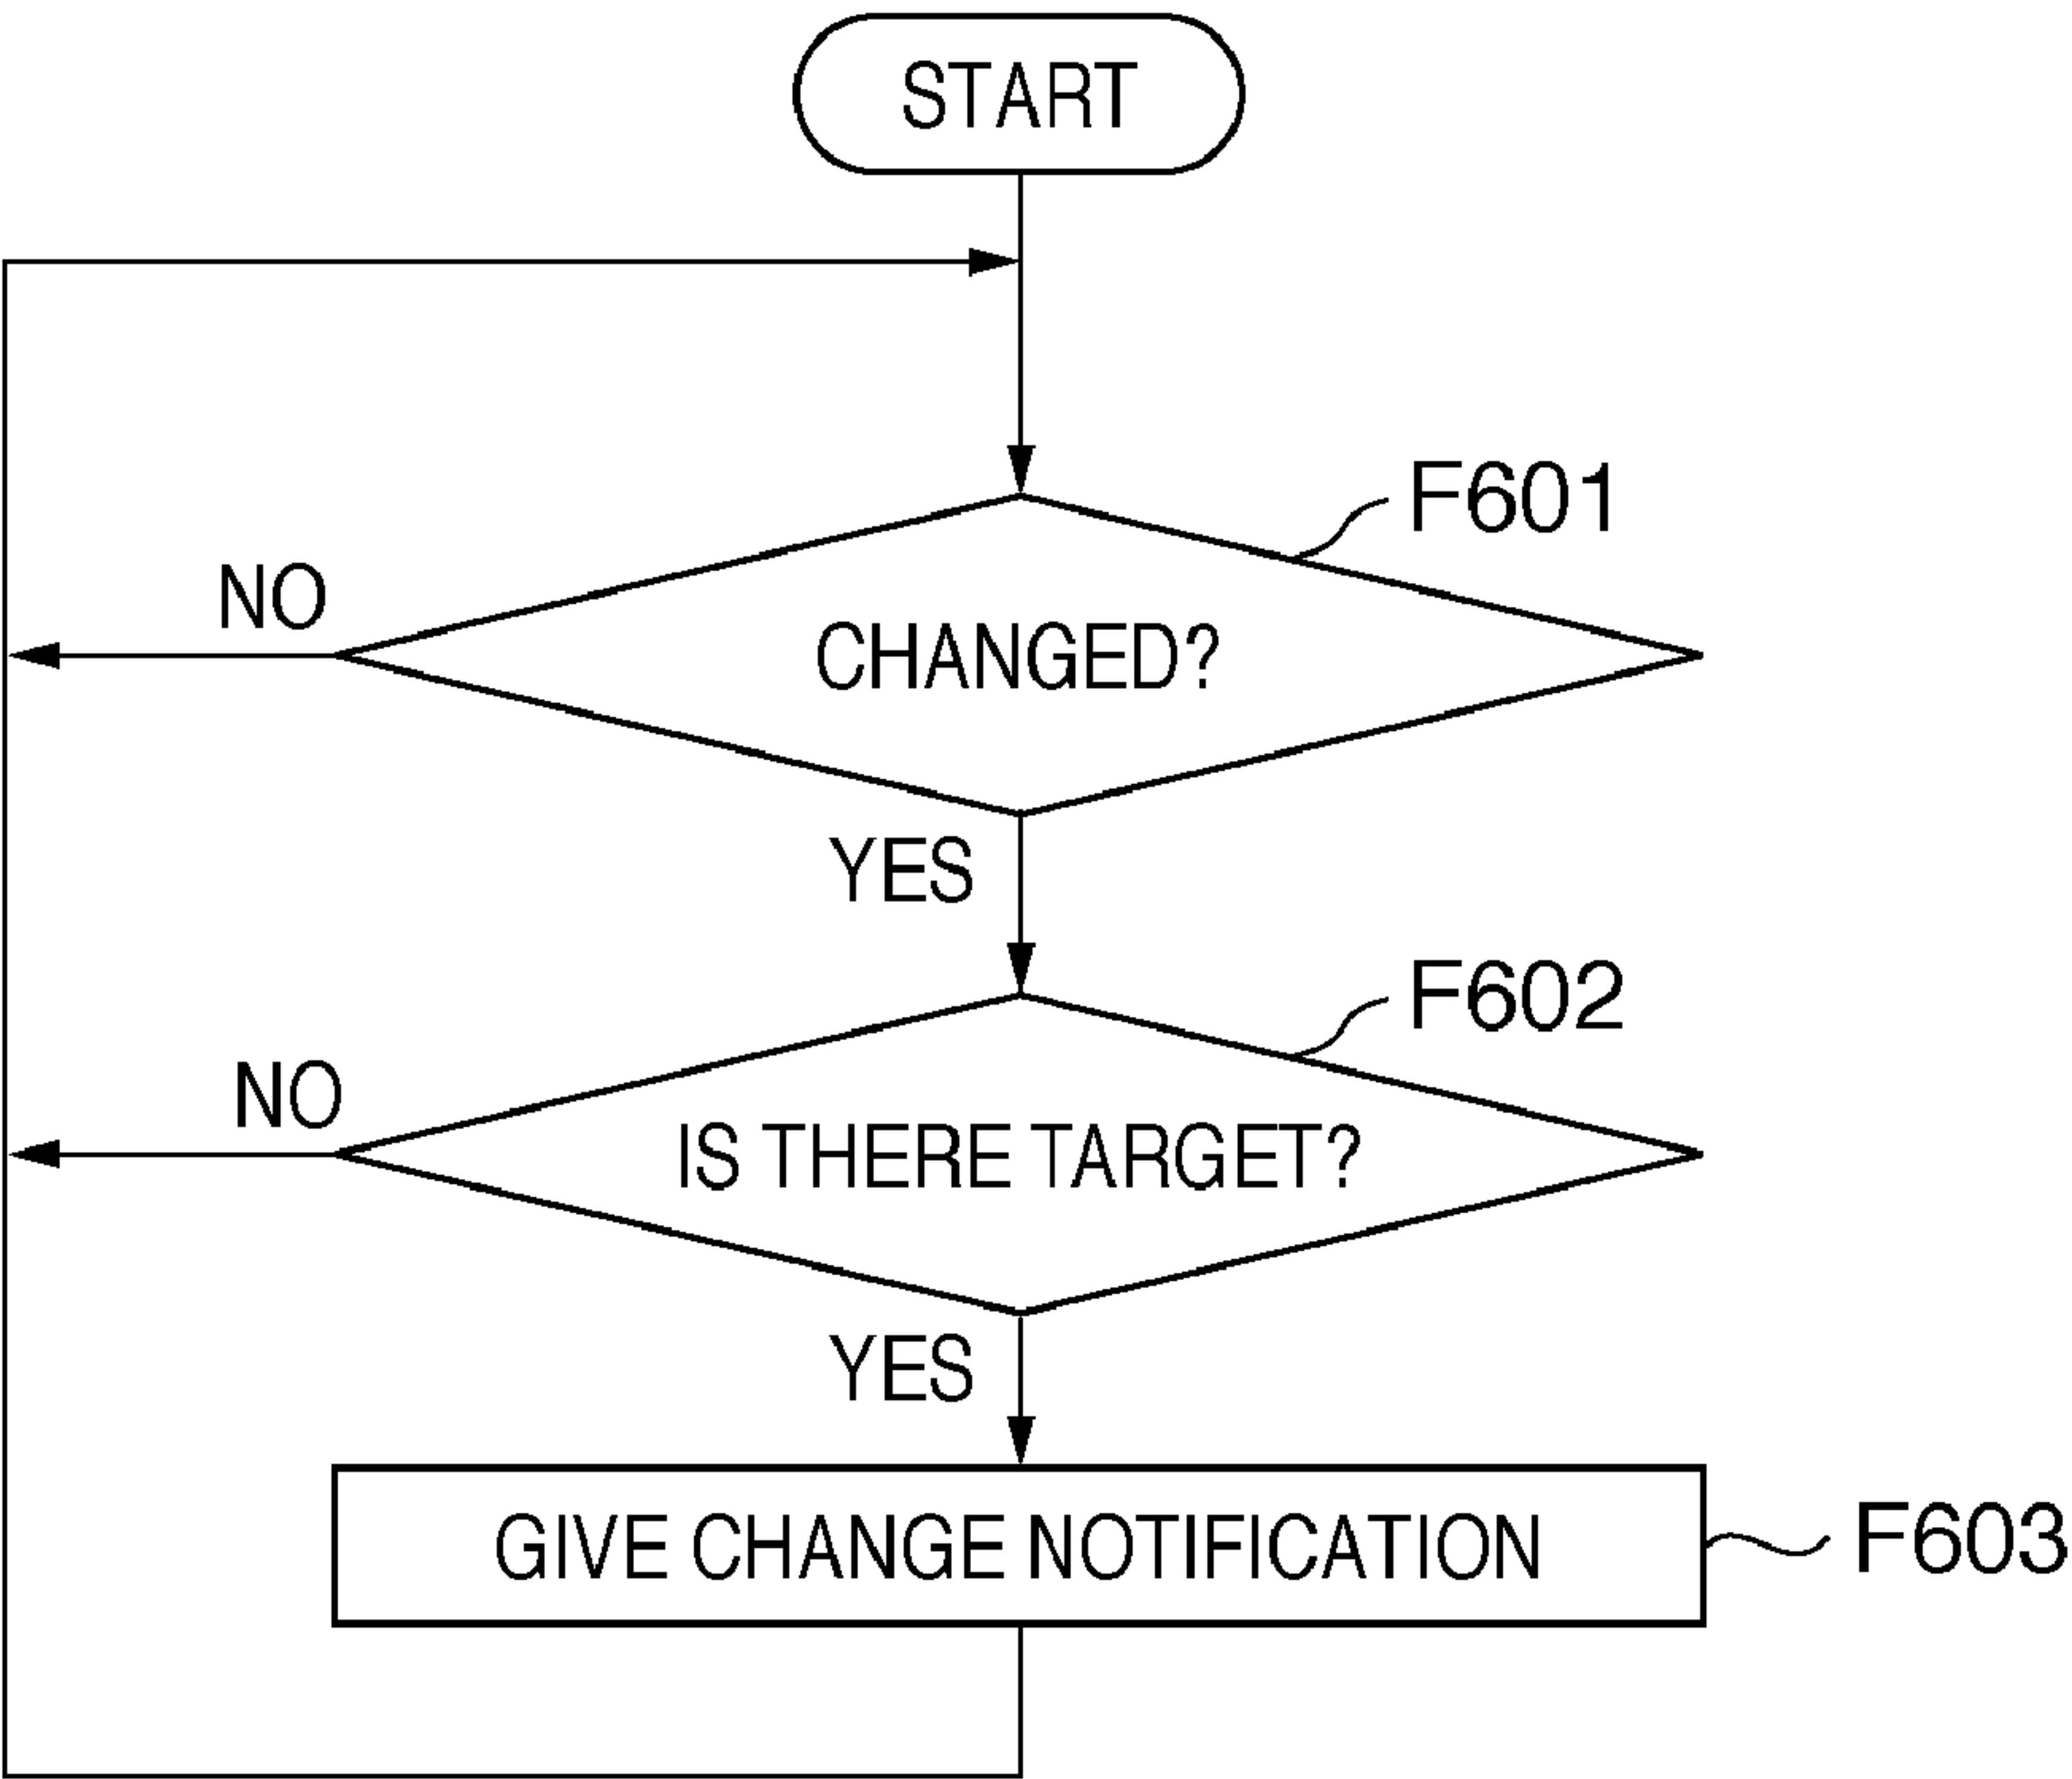 START
F601
NO
CHANGED?
YES
F602
NO
IS THERE TARGET?
YES
GIVE CHANGE NOTIFICATION
F603